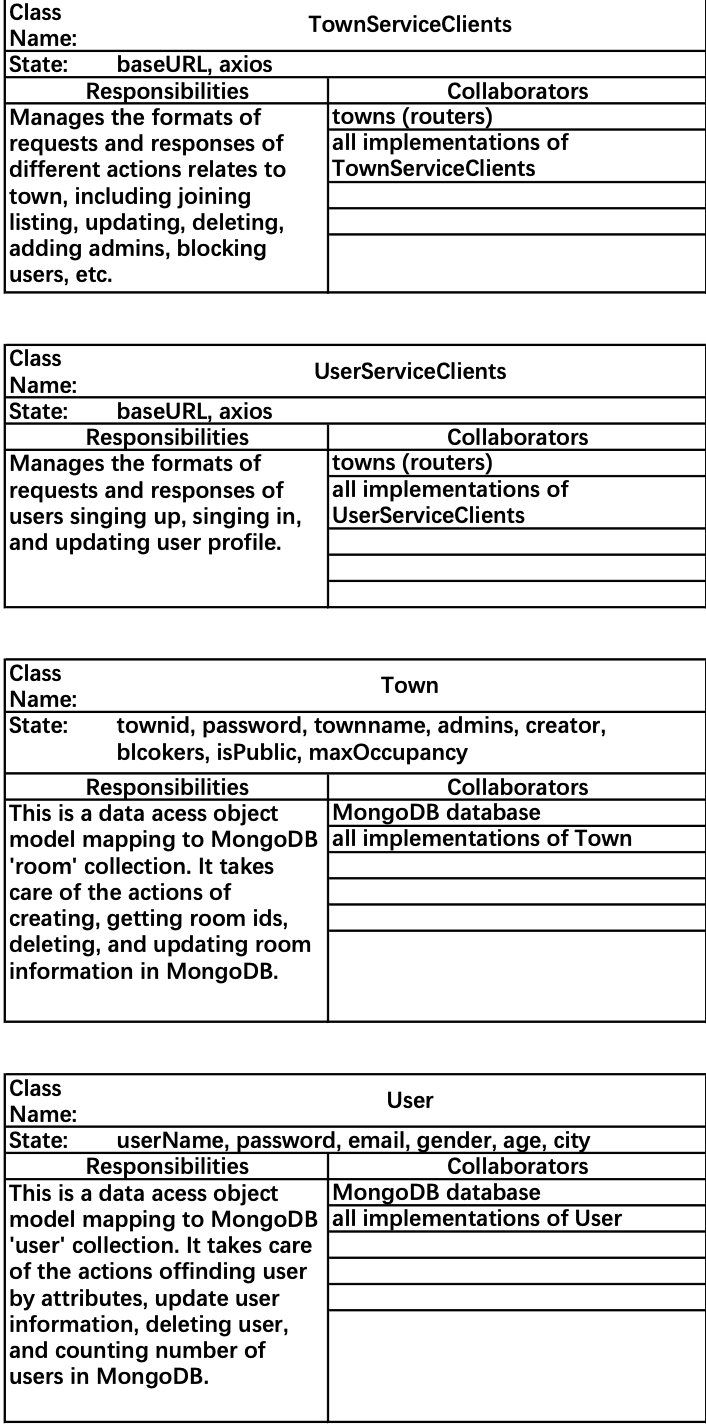 Class
Name:
TownServiceClients
State: baseURL, axios
Responsibilities
Collaborators
Manages the formats of
requests and responses of
different actions relates to
town, including joining
listing, updating, deleting,
adding admins, blocking
users, etc.
towns (routers)
all implementations of
TownServiceClients
Class
Name:
UserServiceClients
State: baseURL, axios
Responsibilities
Collaborators
Manages the formats of
requests and responses of
users singing up, singing in,
and updating user profile.
towns (routers)
all implementations of
UserServiceClients
Class
Name:
Town
State: townid, password, townname, admins, creator,
blcokers, isPublic, maxOccupancy
Responsibilities
Collaborators
This is a data acess object
model mapping to MongoDB
'room' collection. It takes
care of the actions of
creating, getting room ids,
deleting, and updating room
information in MongoDB.
MongoDB database
all implementations of Town
Class
Name:
User
State: userName, password, email, gender, age, city
Responsibilities
Collaborators
This is a data acess object
model mapping to MongoDB
'user' collection. It takes care
of the actions offinding user
by attributes, update user
information, deleting user,
and counting number of
users in MongoDB.
MongoDB database
all implementations of User